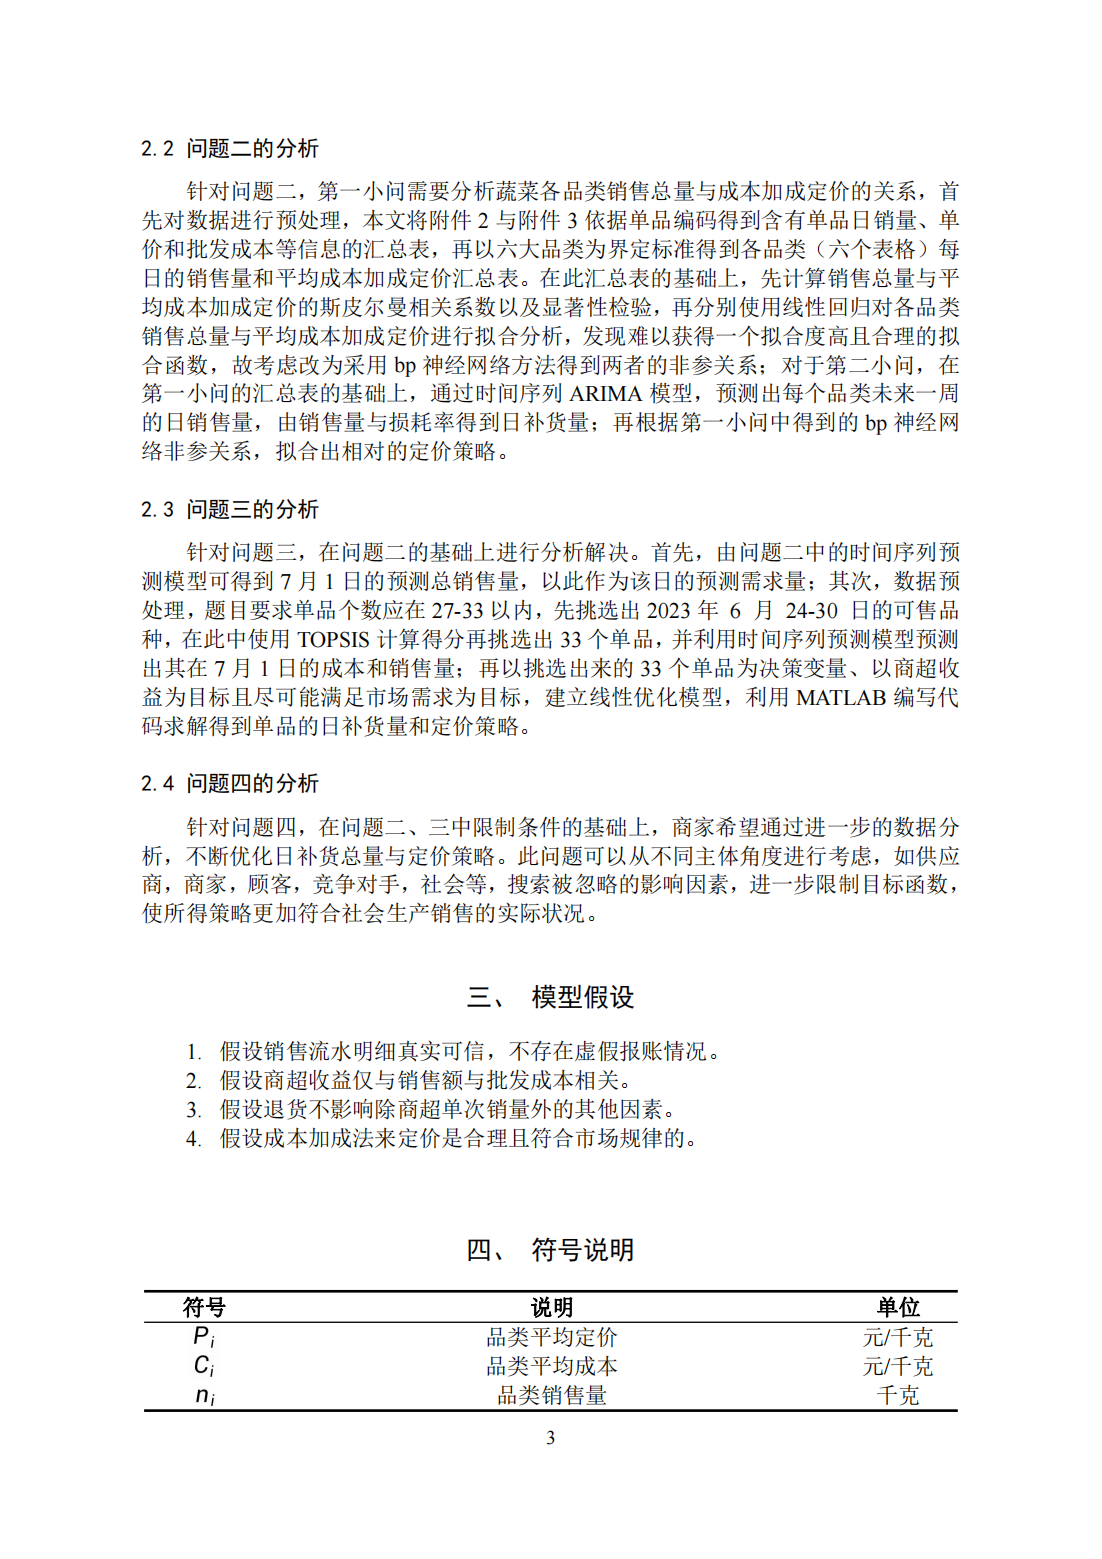 2.2 问题二的分析
针对问题二，第一小问需要分析蔬菜各品类销售总量与成本加成定价的关系，首
先对数据进行预处理，本文将附件 2 与附件 3 依据单品编码得到含有单品日销量、单
价和批发成本等信息的汇总表，再以六大品类为界定标准得到各品类（六个表格）每
日的销售量和平均成本加成定价汇总表。在此汇总表的基础上，先计算销售总量与平
均成本加成定价的斯皮尔曼相关系数以及显著性检验，再分别使用线性回归对各品类
销售总量与平均成本加成定价进行拟合分析，发现难以获得一个拟合度高且合理的拟
合函数，故考虑改为采用 bp 神经网络方法得到两者的非参关系；对于第二小问，在
第一小问的汇总表的基础上，通过时间序列 ARIMA 模型，预测出每个品类未来一周
的日销售量，由销售量与损耗率得到日补货量；再根据第一小问中得到的 bp 神经网
络非参关系，拟合出相对的定价策略。
2.3 问题三的分析
针对问题三，在问题二的基础上进行分析解决。首先，由问题二中的时间序列预
测模型可得到 7 月 1 日的预测总销售量，以此作为该日的预测需求量；其次，数据预
处理，题目要求单品个数应在 27-33 以内，先挑选出 2023 年 6 月 24-30 日的可售品
种，在此中使用 TOPSIS 计算得分再挑选出 33 个单品，并利用时间序列预测模型预测
出其在 7 月 1 日的成本和销售量；再以挑选出来的 33 个单品为决策变量、以商超收
益为目标且尽可能满足市场需求为目标，建立线性优化模型，利用 MATLAB 编写代
码求解得到单品的日补货量和定价策略。
2.4 问题四的分析
针对问题四，在问题二、三中限制条件的基础上，商家希望通过进一步的数据分
析，不断优化日补货总量与定价策略。此问题可以从不同主体角度进行考虑，如供应
商，商家，顾客，竞争对手，社会等，搜索被忽略的影响因素，进一步限制目标函数，
使所得策略更加符合社会生产销售的实际状况。
三、 模型假设
1. 假设销售流水明细真实可信，不存在虚假报账情况。
2. 假设商超收益仅与销售额与批发成本相关。
3. 假设退货不影响除商超单次销量外的其他因素。
4. 假设成本加成法来定价是合理且符合市场规律的。
四、 符号说明
符号 说明 单位
P_i 品类平均定价 元/千克
C_i 品类平均成本 元/千克
n_i 品类销售量 千克
3